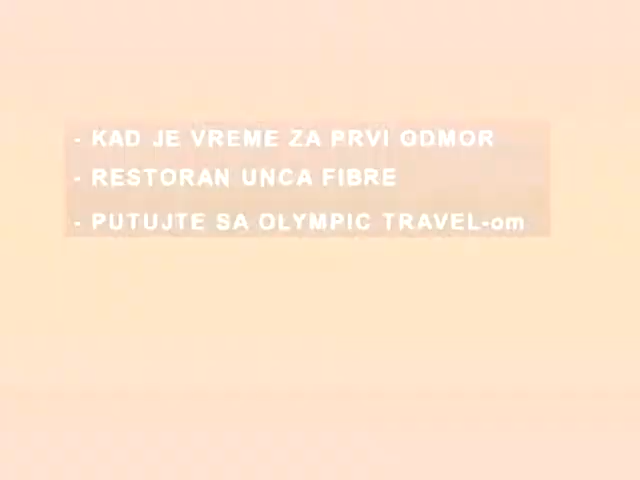 - KAD JE VREME ZA PRVI ODMOR
- RESTORAN UNCA FIBRE
- PUTUJTE SA OLYMPIC TRAVEL-om